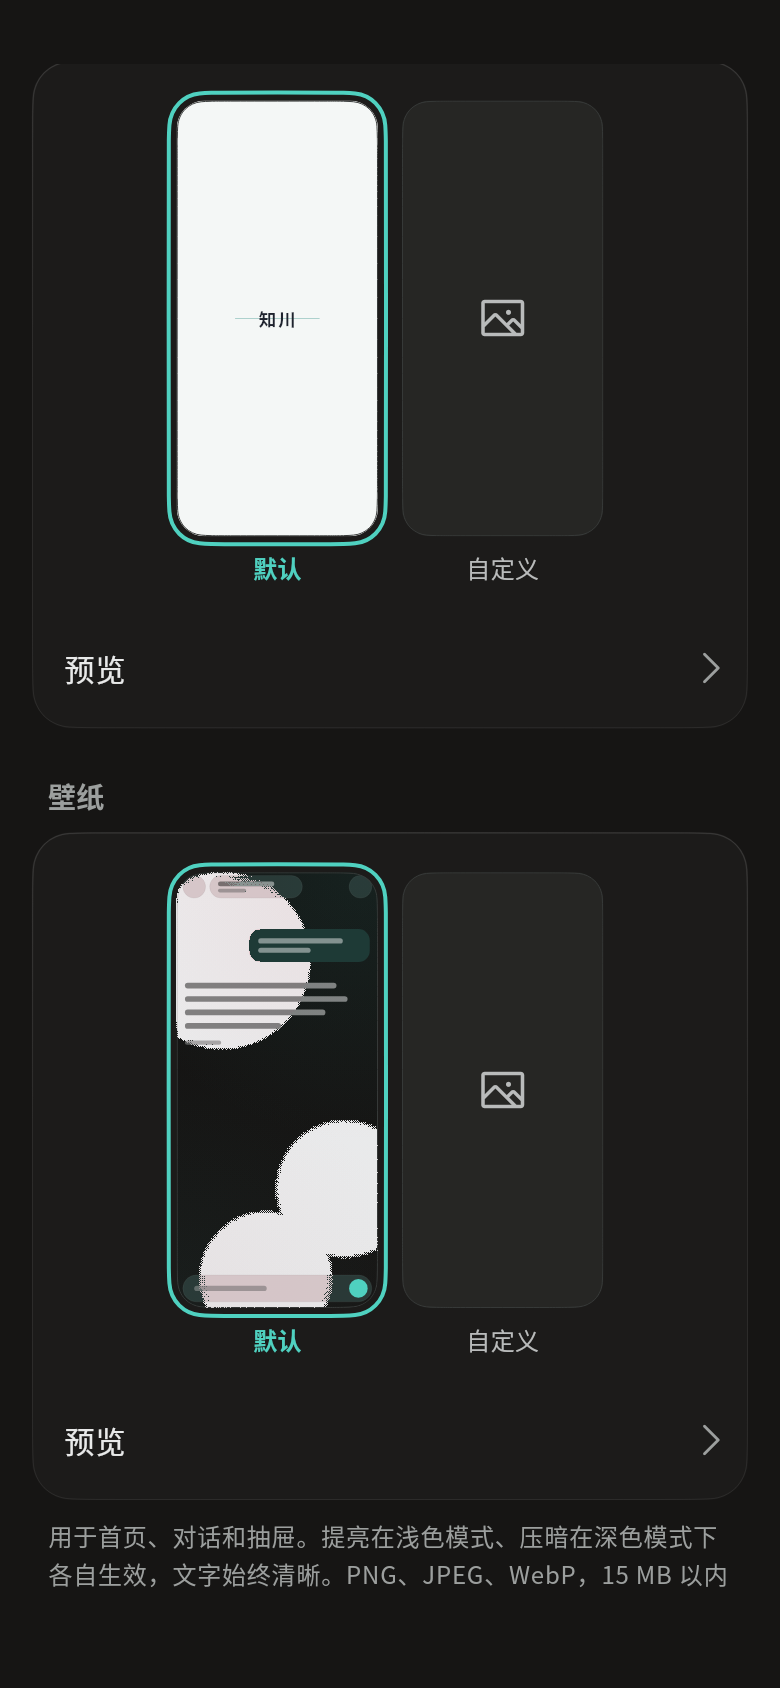 知川
默认
自定义
预览
壁纸
默认
自定义
预览
用于首页、对话和抽屉。提亮在浅色模式、压暗在深色模式下
各自生效，文字始终清晰。PNG、JPEG、WebP，15 MB 以内